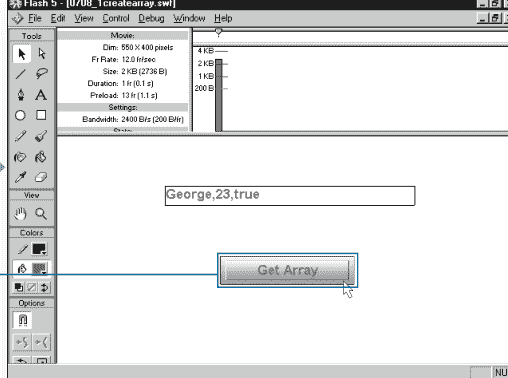 Flash 5 - [0708_1createarray.swf]
File Edit View Control Debug Window Help
Tools
View
Colors
Options
Movie:
Dim: 550 X 400 pixels
Fr Rate: 12.0 fr/sec
Size: 2 KB (2736 B)
Duration: 1 fr (0.1 s)
Preload: 13 fr (1.1 s)
Settings:
Bandwidth: 2400 B/s (200 B/fr)
State:
4 KB
2 KB
1 KB
200 B
George,23,true
Get Array
NU